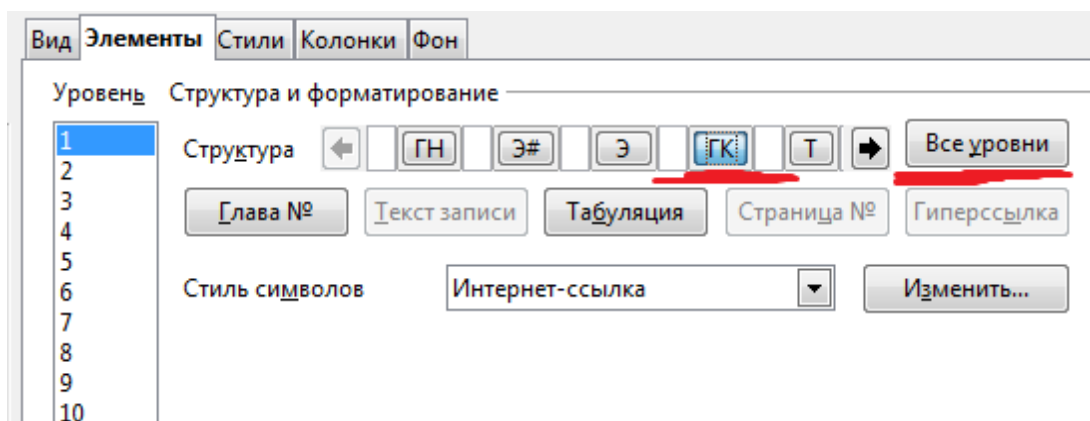 Вид Элементы Стили Колонки Фон
Уровень Структура и форматирование
1
2
3
4
5
6
7
8
9
10
Структура ГН Э# Э ГК Т Все уровни
Глава № Текст записи Табуляция Страница № Гиперссылка
Стиль символов Интернет-ссылка Изменить...